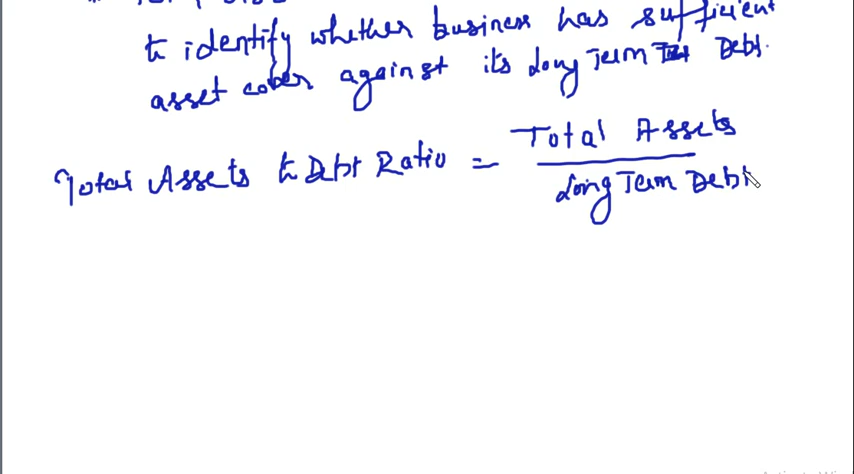 to identify whether business has sufficient
asset cover against its Long Term Debt.
Total Assets to Debt Ratio = Total Assets
Long Term Debt